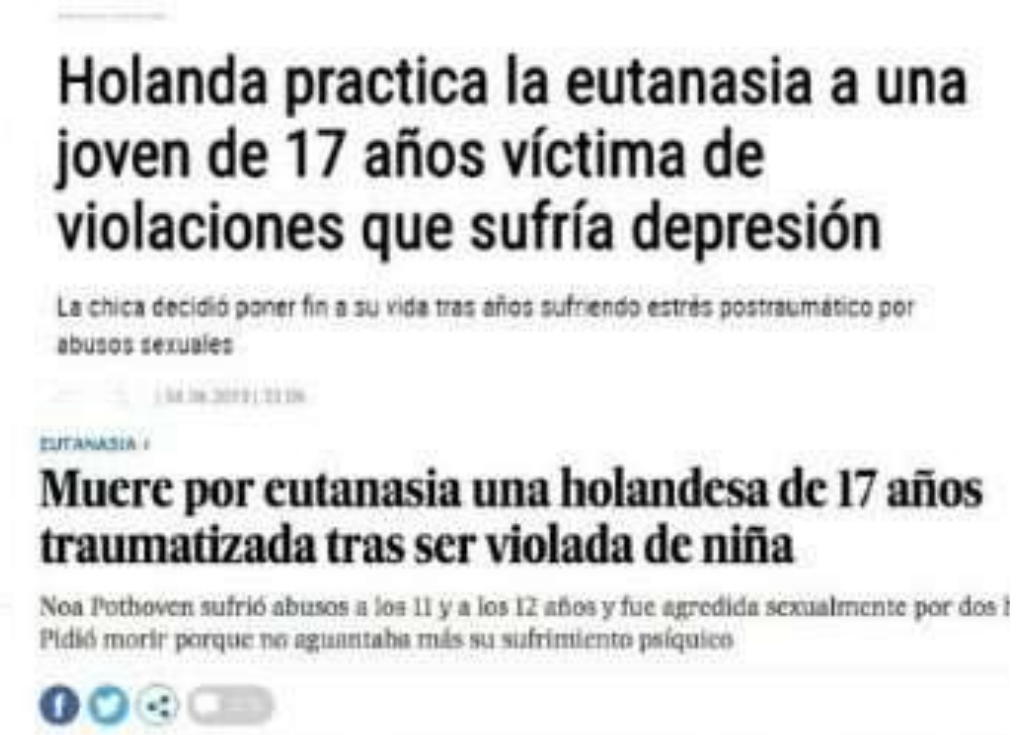 Holanda practica la eutanasia a una
joven de 17 años víctima de
violaciones que sufría depresión
La chica decidió poner fin a su vida tras años sufriendo estrés postraumático por
abusos sexuales
EUTANASIA ›
Muere por eutanasia una holandesa de 17 años
traumatizada tras ser violada de niña
Noa Pothoven sufrió abusos a los 11 y a los 12 años y fue agredida sexualmente por dos
Pidió morir porque no aguantaba más su sufrimiento psíquico